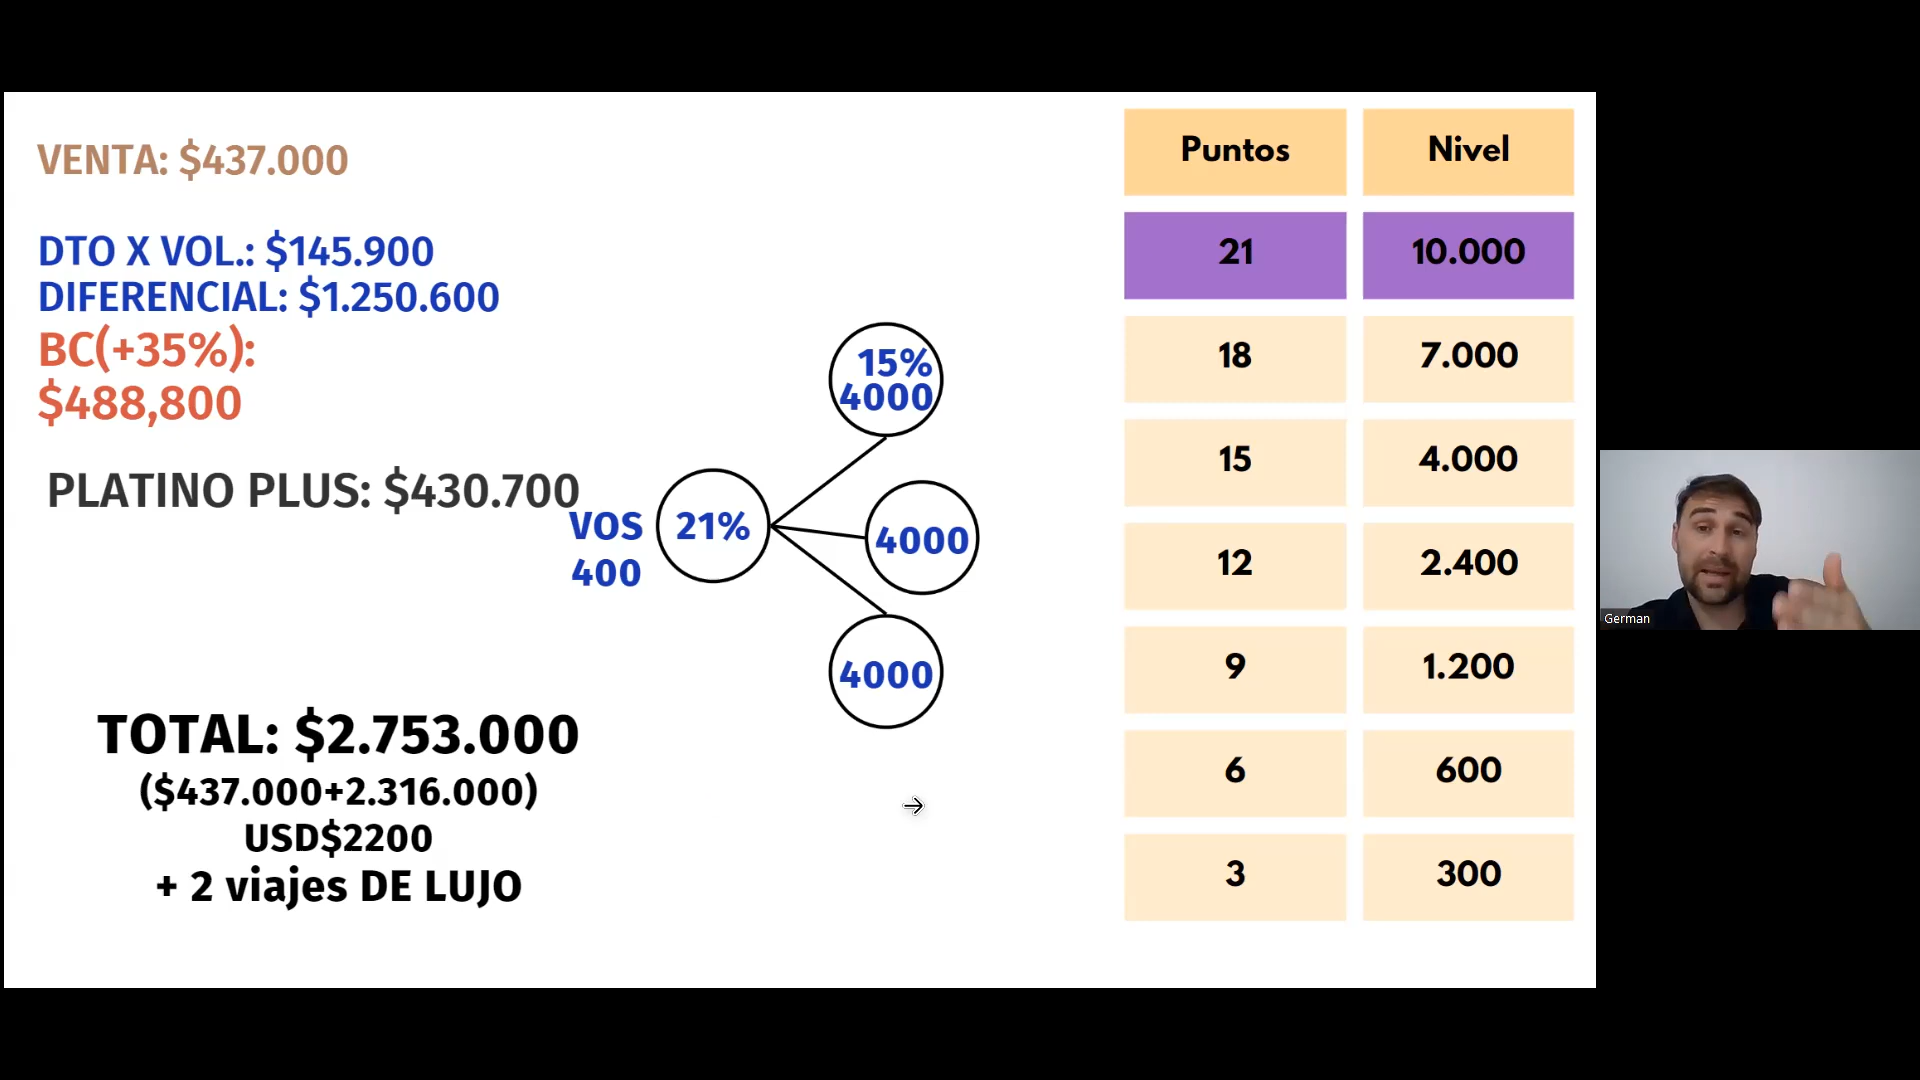 VENTA: $437.000
DTO X VOL.: $145.900
DIFERENCIAL: $1.250.600
BC(+35%):
$488,800
PLATINO PLUS: $430.700
VOS
400
21%
15%
4000
4000
4000
TOTAL: $2.753.000
($437.000+2.316.000)
USD$2200
+ 2 viajes DE LUJO
Puntos Nivel
21 10.000
18 7.000
15 4.000
12 2.400
9 1.200
6 600
3 300
German